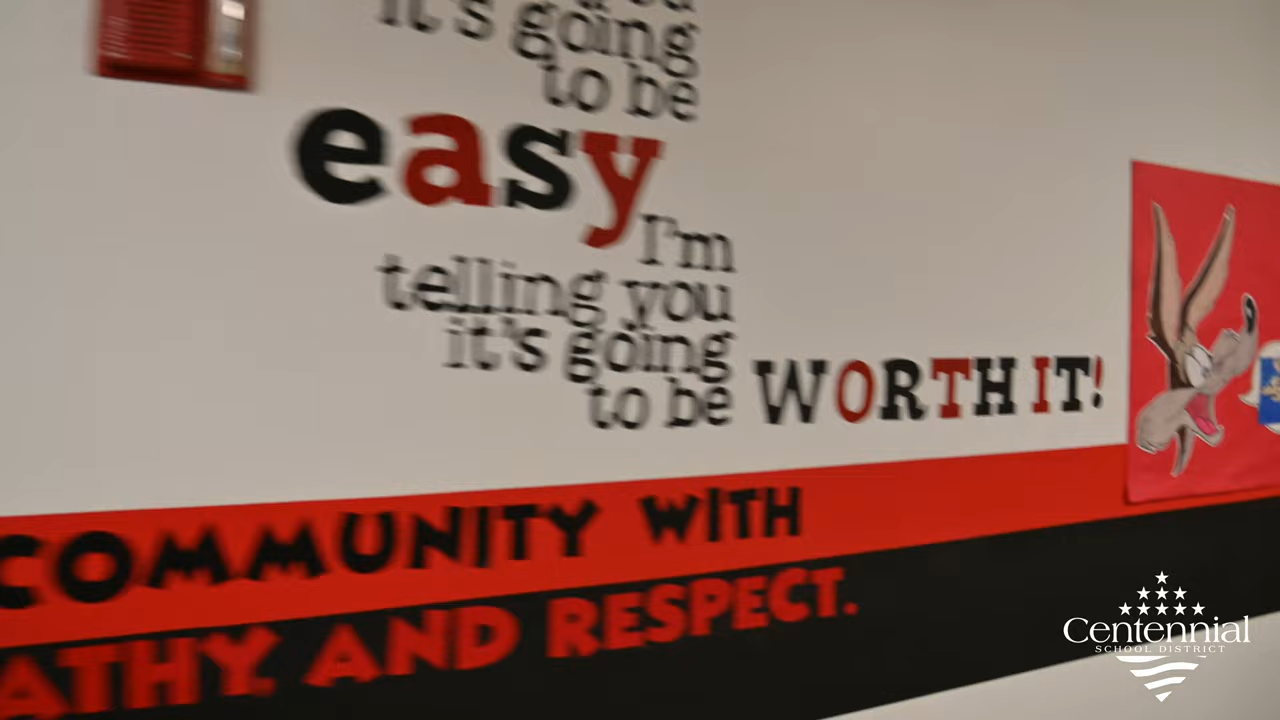 it's going
to be
easy
I'm
telling you
it's going
to be WORTH IT!
COMMUNITY WITH
ATHY, AND RESPECT.
Centennial
SCHOOL DISTRICT